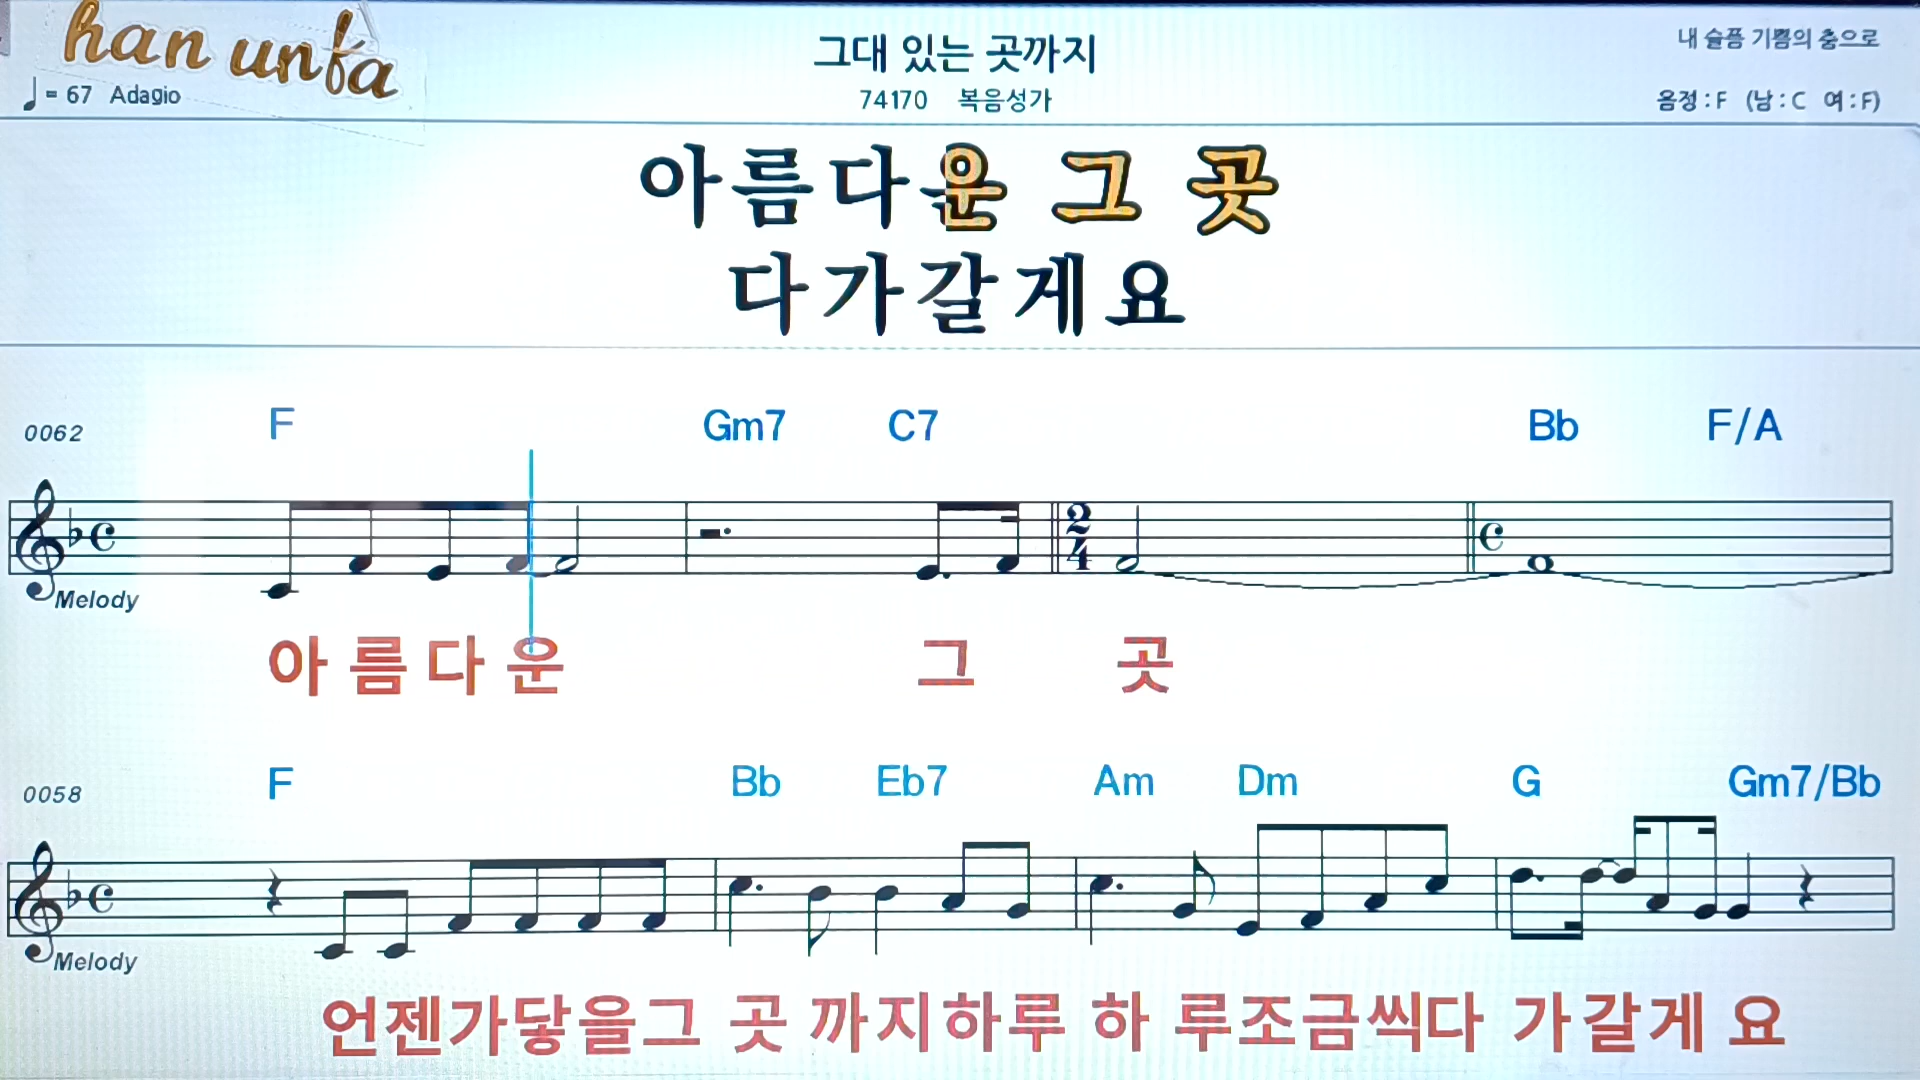 han unfa
그대 있는 곳까지
내 슬픔 기쁨의 춤으로
♩= 67 Adagio
74170 복음성가
음정 : F (남 : C 여 : F)
아름다운 그 곳
다가갈게요
0062 F Gm7 C7 Bb F/A
2
4
Melody
아 름 다 운 그 곳
0058 F Bb Eb7 Am Dm G Gm7/Bb
Melody
언젠가닿을그 곳 까지하루 하 루조금씩다 가갈게 요